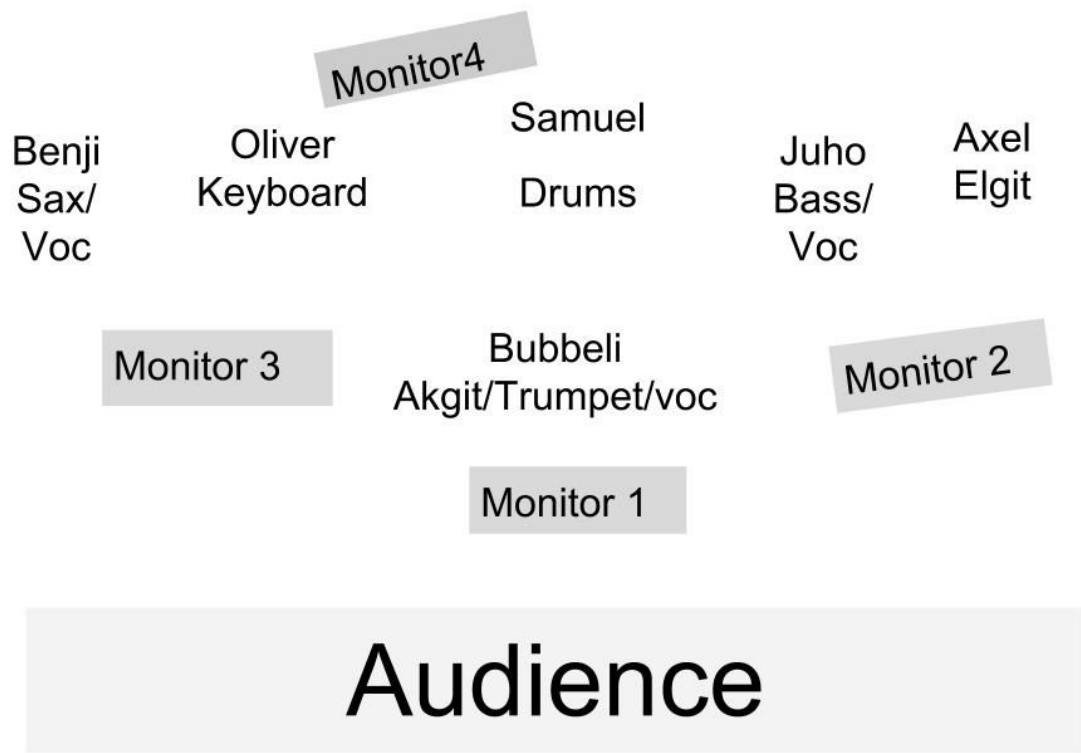 Monitor4
Benji
Sax/
Voc
Oliver
Keyboard
Samuel
Drums
Juho
Bass/
Voc
Axel
Elgit
Monitor 3
Bubbeli
Akgit/Trumpet/voc
Monitor 2
Monitor 1
Audience